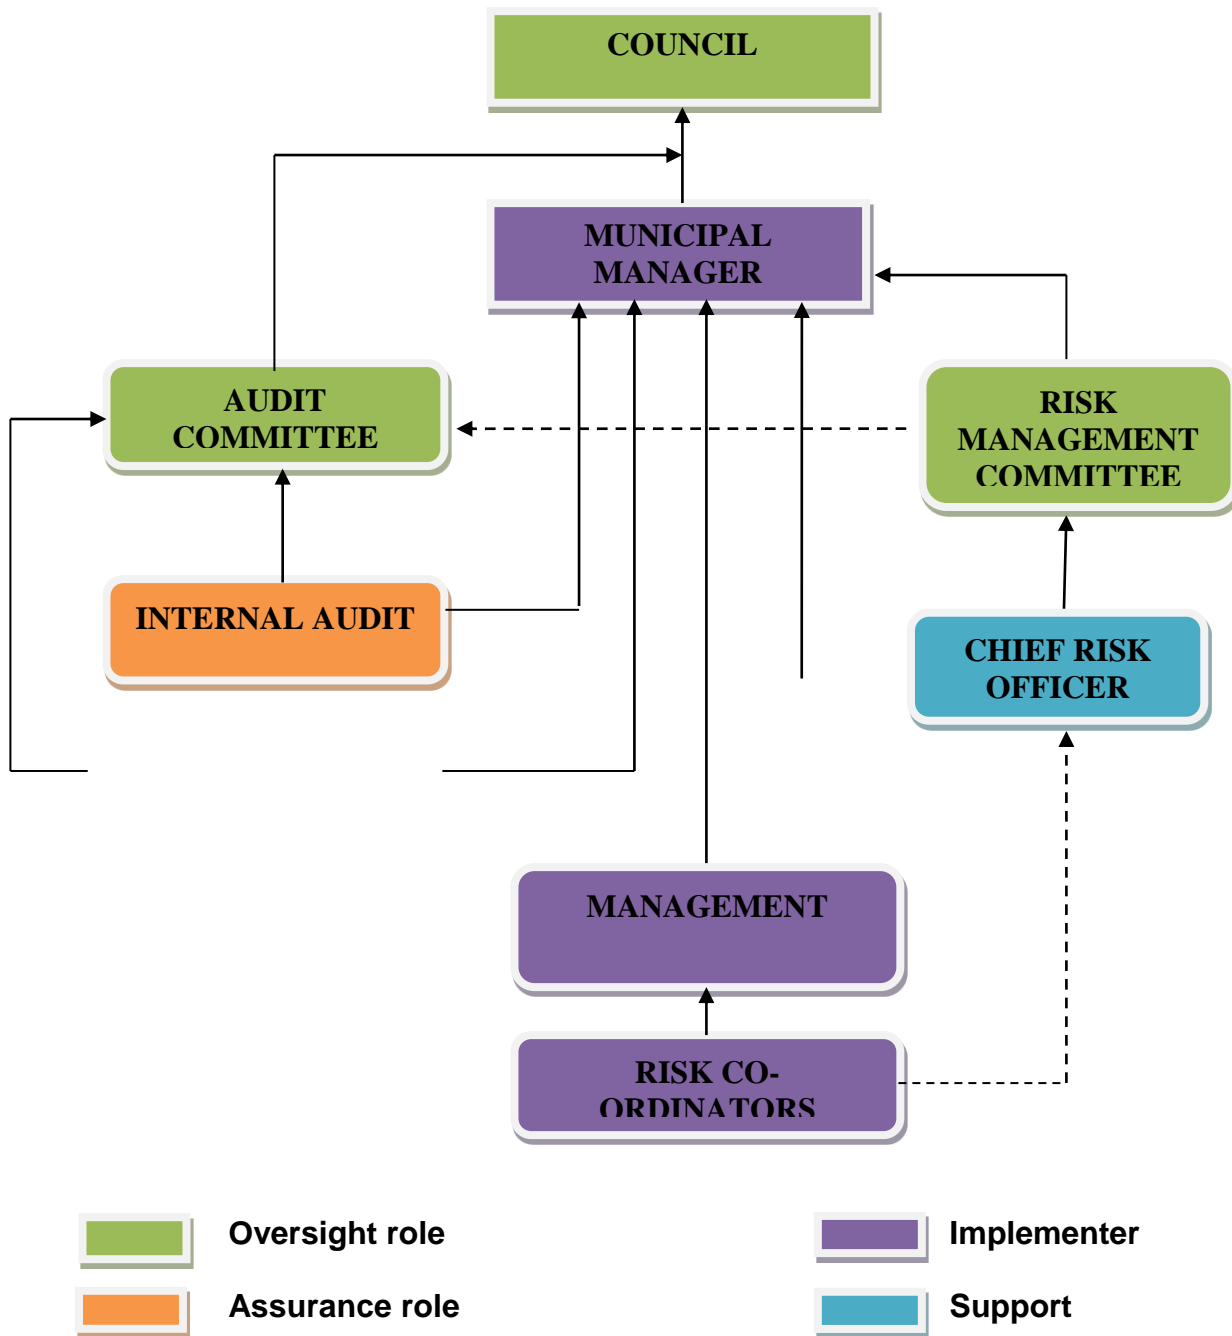 COUNCIL
MUNICIPAL
MANAGER
AUDIT
COMMITTEE
RISK
MANAGEMENT
COMMITTEE
INTERNAL AUDIT
CHIEF RISK
OFFICER
MANAGEMENT
RISK CO-
ORDINATORS
Oversight role
Implementer
Assurance role
Support